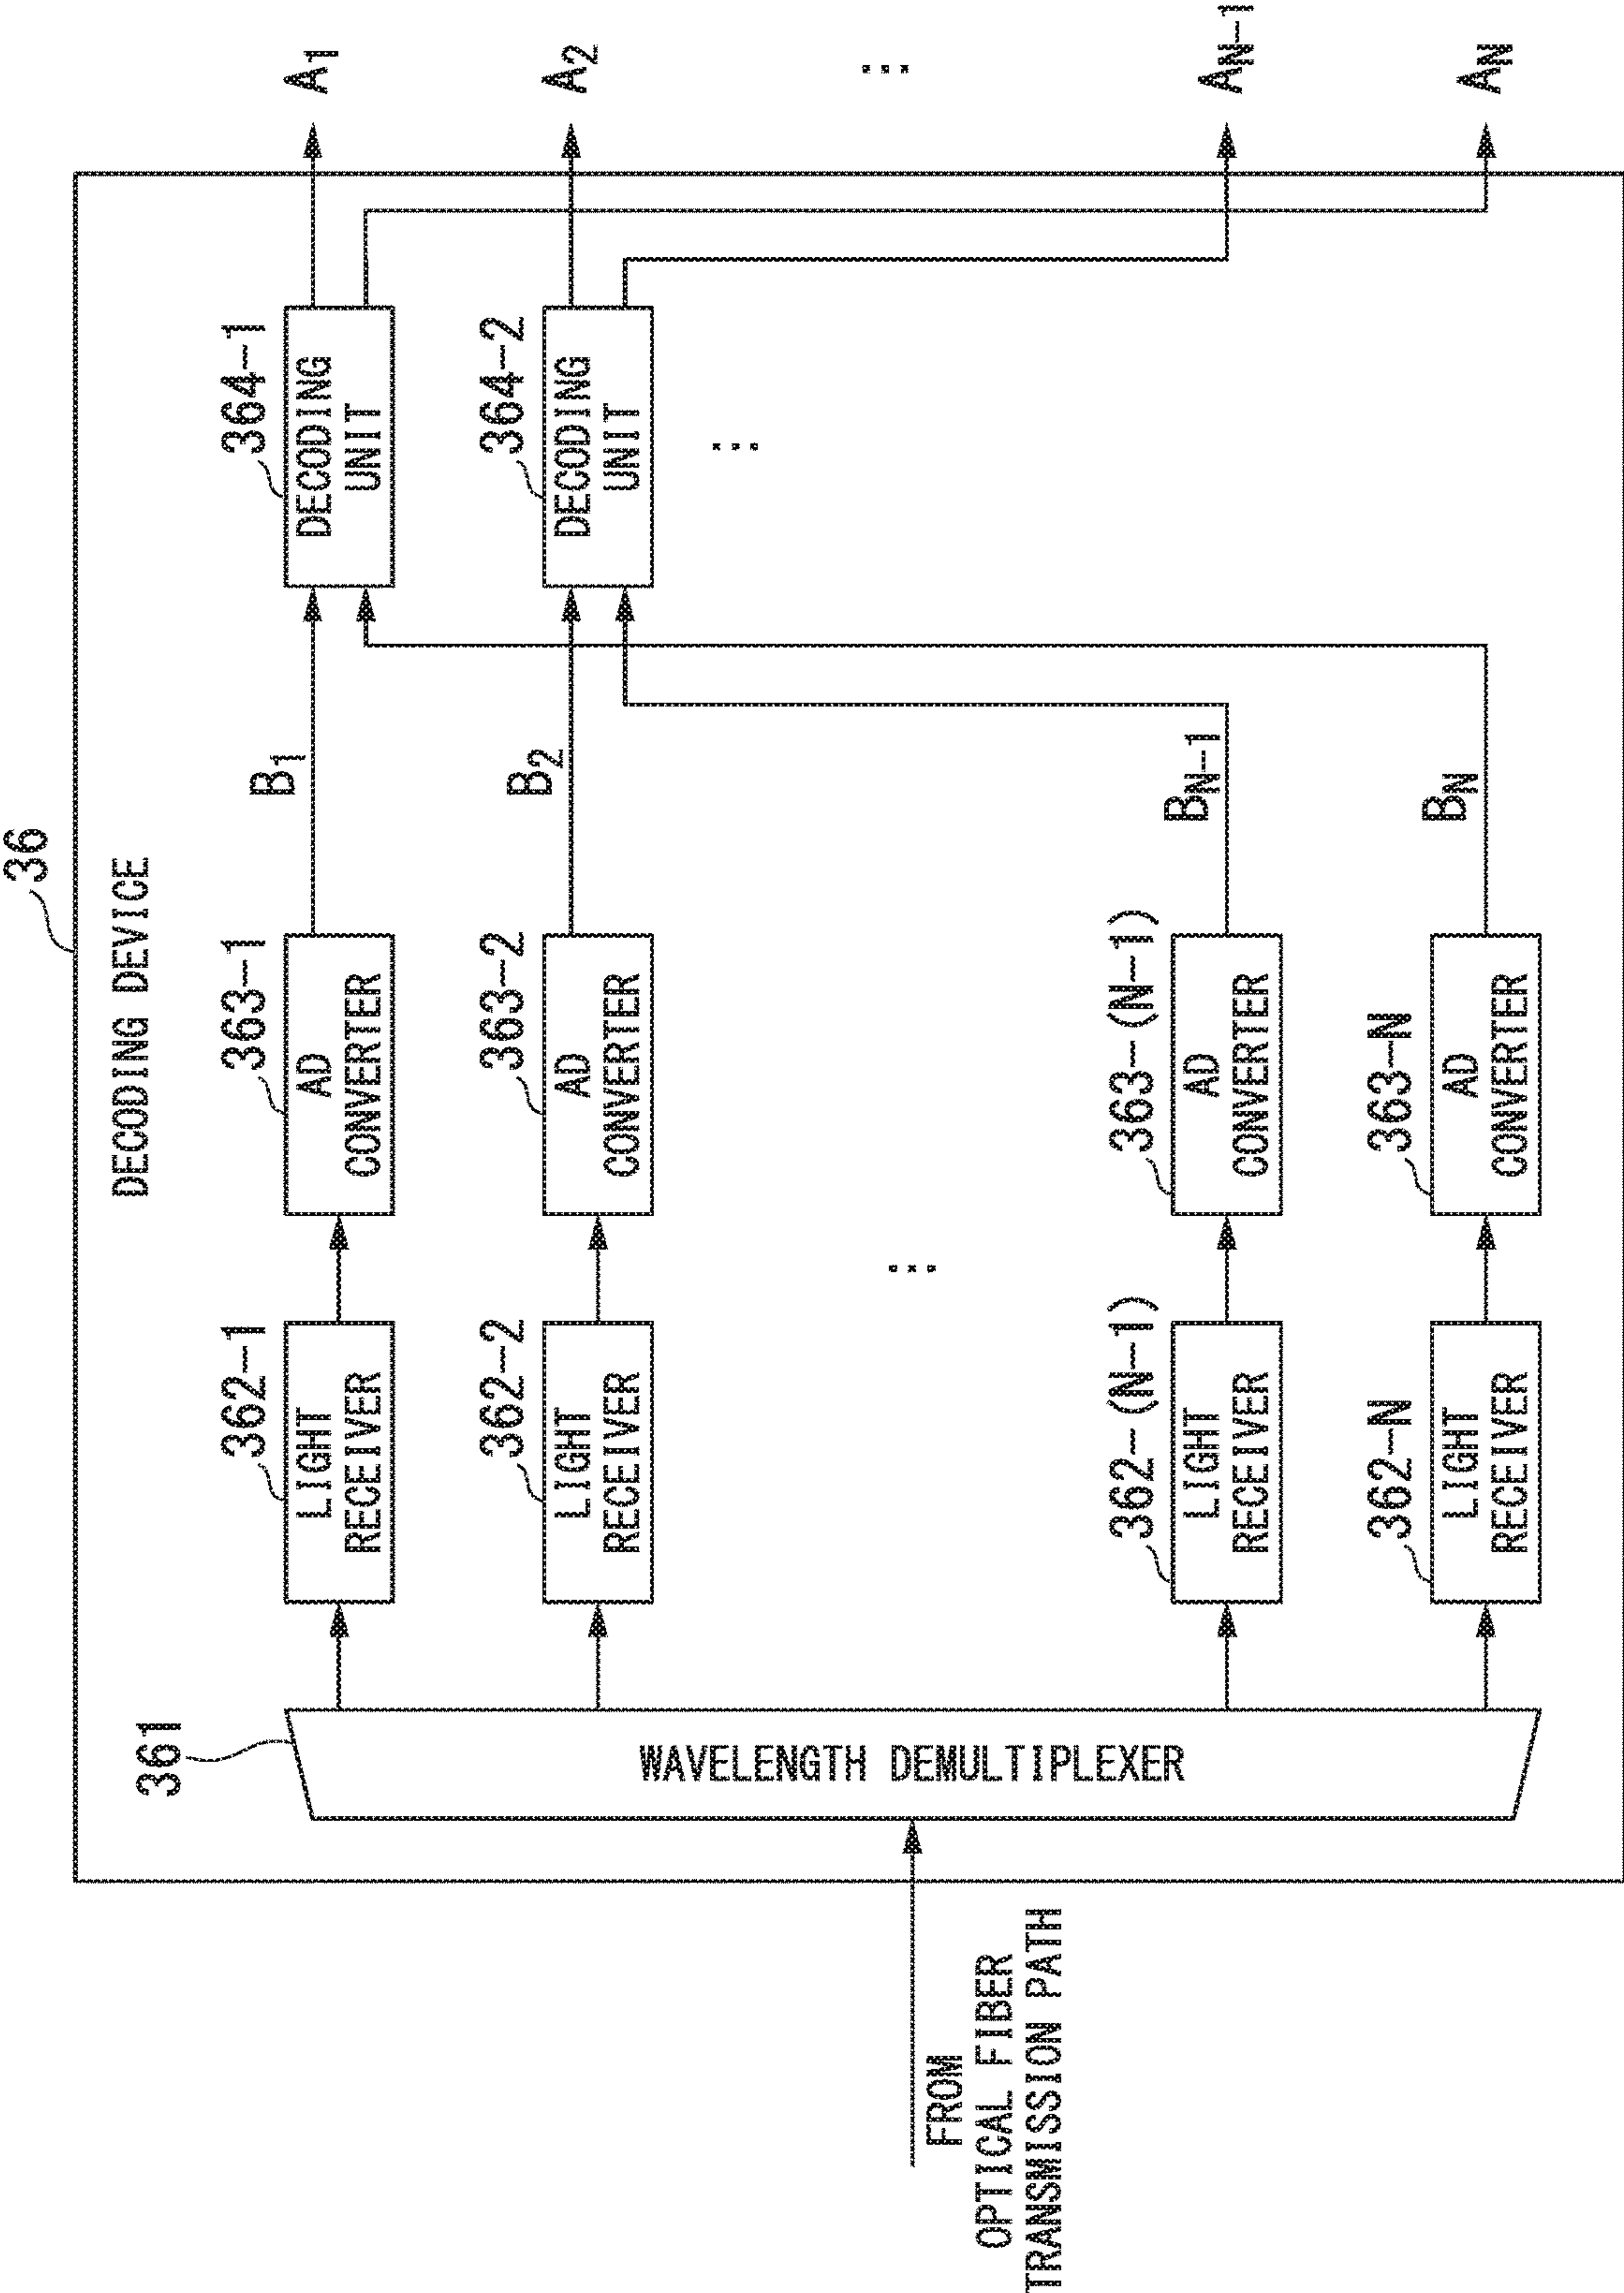 36
DECODING DEVICE
361
WAVELENGTH DEMULTIPLEXER
FROM
OPTICAL FIBER
TRANSMISSION PATH
362-1
LIGHT
RECEIVER
363-1
AD
CONVERTER
B1
364-1
DECODING
UNIT
A1
362-2
LIGHT
RECEIVER
363-2
AD
CONVERTER
B2
364-2
DECODING
UNIT
A2
...
...
...
362-(N-1)
LIGHT
RECEIVER
363-(N-1)
AD
CONVERTER
BN-1
AN-1
362-N
LIGHT
RECEIVER
363-N
AD
CONVERTER
BN
AN